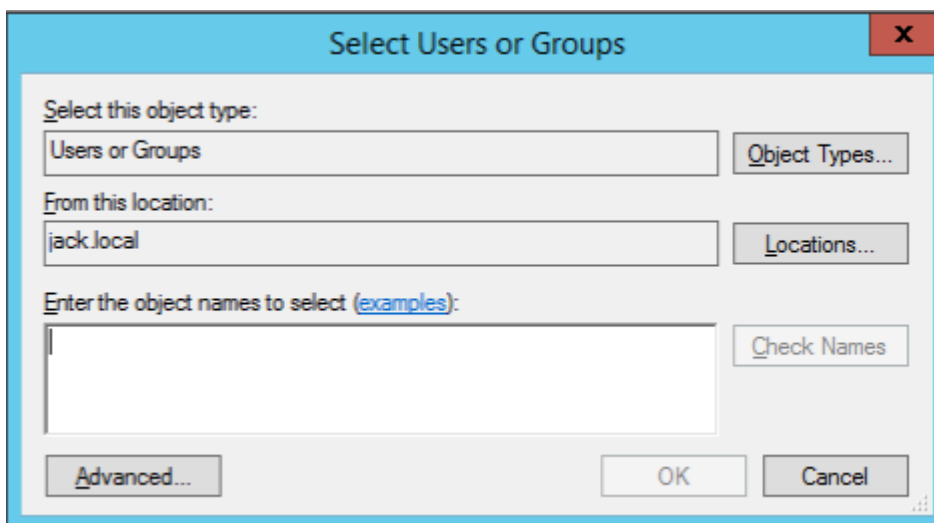 Select Users or Groups
x
Select this object type:
Users or Groups
Object Types...
From this location:
jack.local
Locations...
Enter the object names to select (examples):
Check Names
Advanced...
OK
Cancel